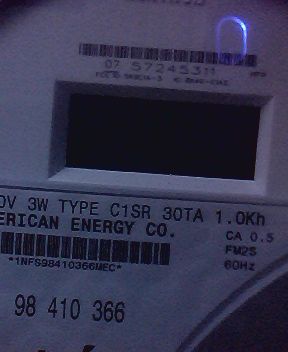 07 57245311
0V 3W TYPE C1SR 30TA 1.0Kh
ERICAN ENERGY CO.
CA 0.5
*1NFS98410366MEC*
FM2S
60Hz
98 410 366